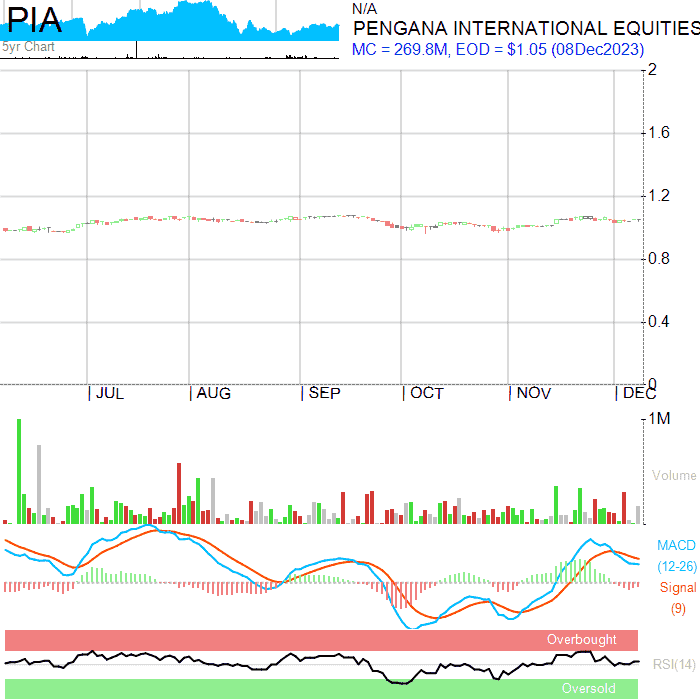 PIA
5yr Chart
N/A
PENGANA INTERNATIONAL EQUITIES
MC = 269.8M, EOD = $1.05 (08Dec2023)
2
1.6
1.2
0.8
0.4
0
JUL AUG SEP OCT NOV DEC
1M
Volume
MACD
(12-26)
Signal
(9)
Overbought
RSI(14)
Oversold